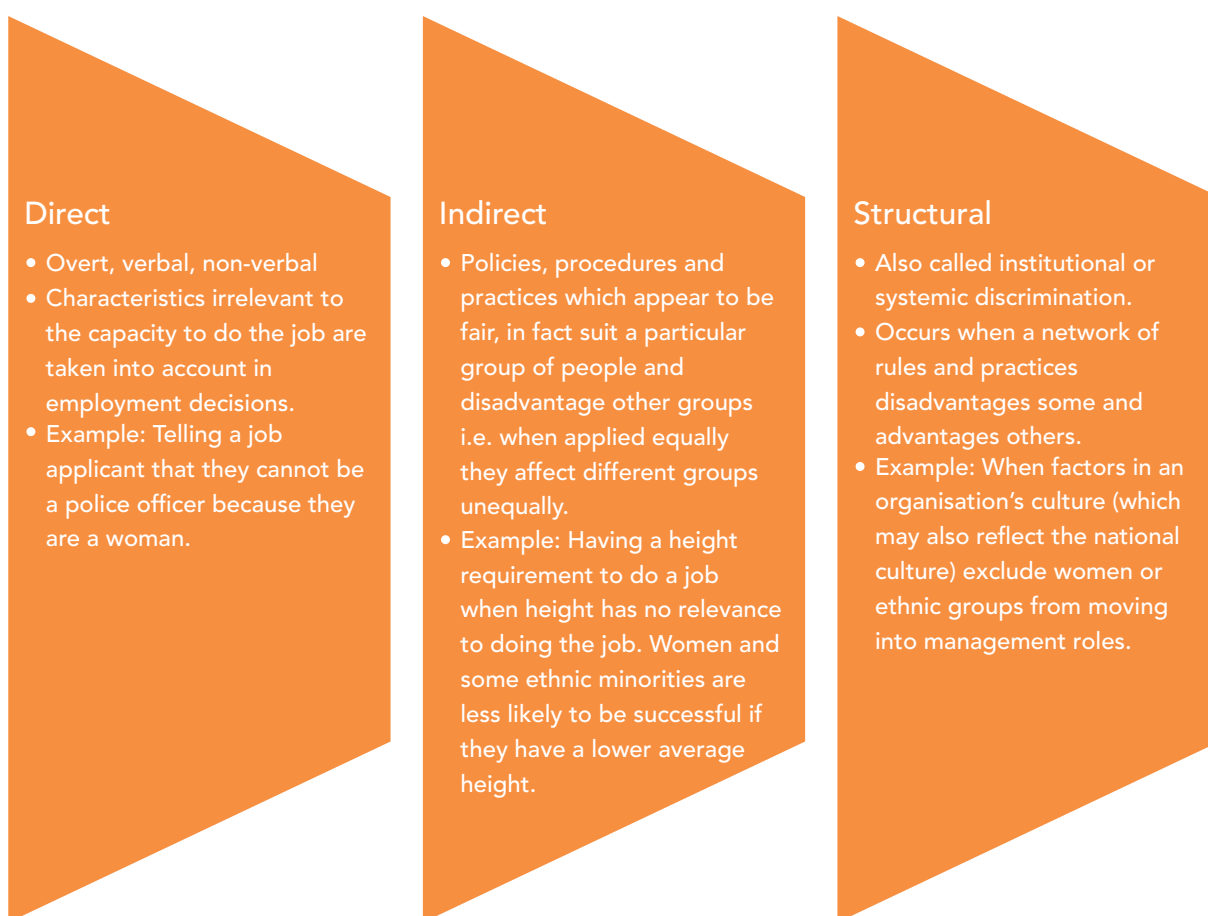 Direct
• Overt, verbal, non-verbal
• Characteristics irrelevant to
the capacity to do the job are
taken into account in
employment decisions.
• Example: Telling a job
applicant that they cannot be
a police officer because they
are a woman.
Indirect
• Policies, procedures and
practices which appear to be
fair, in fact suit a particular
group of people and
disadvantage other groups
i.e. when applied equally
they affect different groups
unequally.
• Example: Having a height
requirement to do a job
when height has no relevance
to doing the job. Women and
some ethnic minorities are
less likely to be successful if
they have a lower average
height.
Structural
• Also called institutional or
systemic discrimination.
• Occurs when a network of
rules and practices
disadvantages some and
advantages others.
• Example: When factors in an
organisation’s culture (which
may also reflect the national
culture) exclude women or
ethnic groups from moving
into management roles.